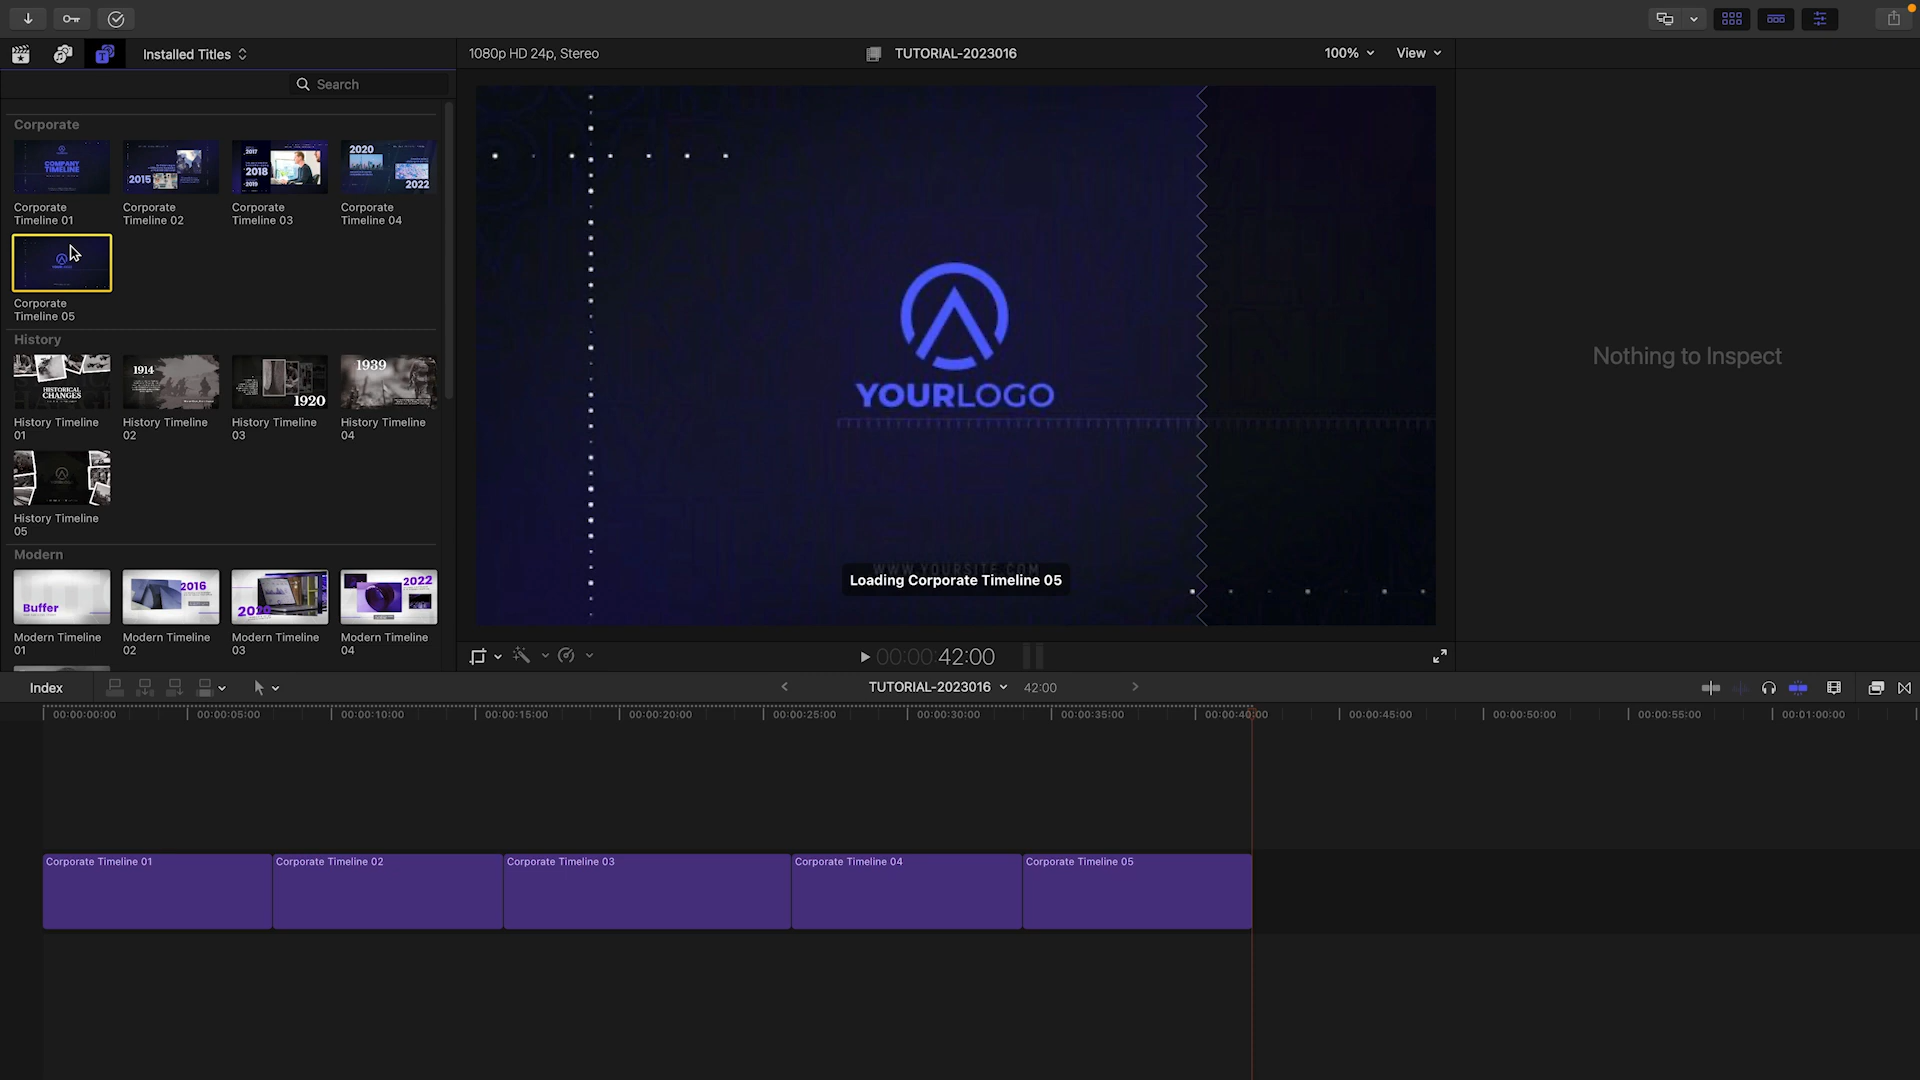 Installed Titles
1080p HD 24p, Stereo
TUTORIAL-2023016
100%
View
Search
Corporate
COMPANY
TIMELINE
2015
2017
2018
2019
2020
2022
Corporate
Timeline 01
Corporate
Timeline 02
Corporate
Timeline 03
Corporate
Timeline 04
Corporate
Timeline 05
History
HISTORICAL
CHANGES
1914
1920
1939
History Timeline
01
History Timeline
02
History Timeline
03
History Timeline
04
History Timeline
05
Modern
Buffer
2016
2022
Modern Timeline
01
Modern Timeline
02
Modern Timeline
03
Modern Timeline
04
YOURLOGO
WWW.YOURSITE.COM
Loading Corporate Timeline 05
Nothing to Inspect
00:00:42:00
Index
TUTORIAL-2023016
42:00
00:00:00:00
00:00:05:00
00:00:10:00
00:00:15:00
00:00:20:00
00:00:25:00
00:00:30:00
00:00:35:00
00:00:40:00
00:00:45:00
00:00:50:00
00:00:55:00
00:01:00:00
Corporate Timeline 01
Corporate Timeline 02
Corporate Timeline 03
Corporate Timeline 04
Corporate Timeline 05